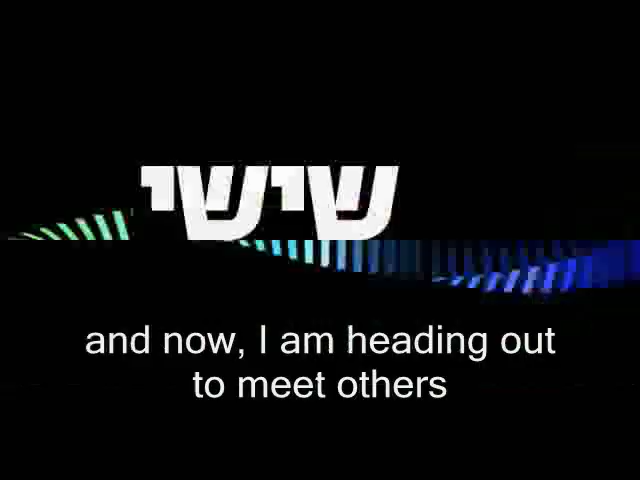 שישי
and now, I am heading out
to meet others